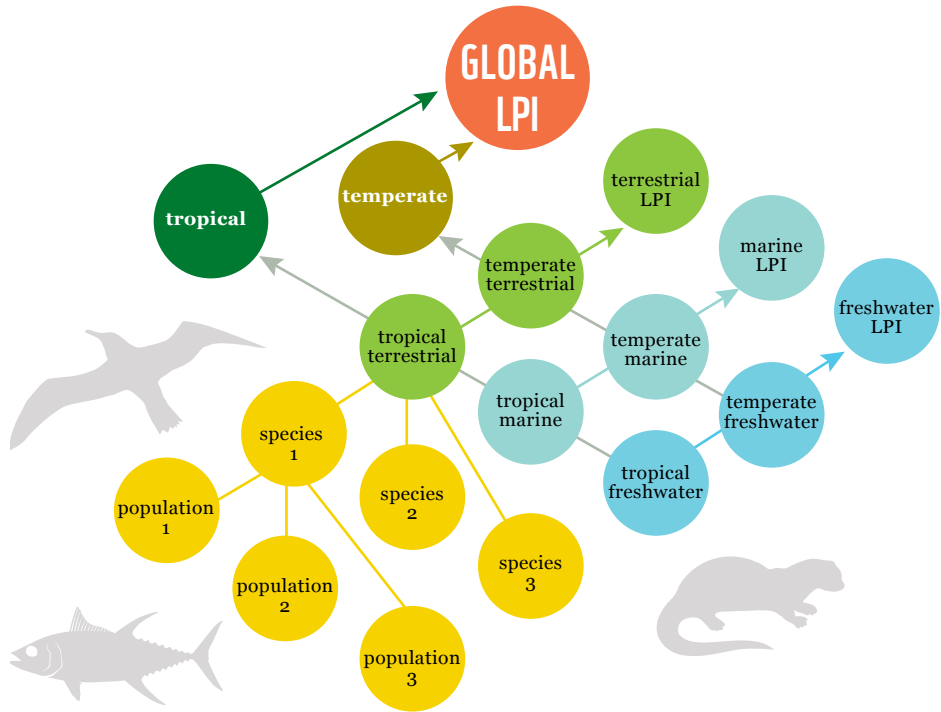 GLOBAL
LPI
tropical
temperate
terrestrial
LPI
temperate
terrestrial
marine
LPI
freshwater
LPI
tropical
terrestrial
temperate
marine
tropical
marine
temperate
freshwater
tropical
freshwater
species
1
species
2
species
3
population
1
population
2
population
3